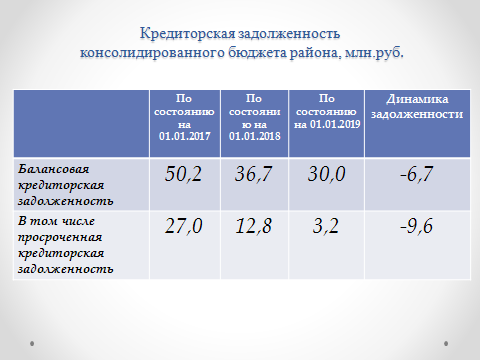 Кредиторская задолженность
консолидированного бюджета района, млн.руб.
По состоянию на 01.01.2017
По состояни ю на 01.01.2018
По состоянию на 01.01.2019
Динамика задолженности
Балансовая кредиторская задолженность
50,2
36,7
30,0
-6,7
В том числе просроченная кредиторская задолженность
27,0
12,8
3,2
-9,6